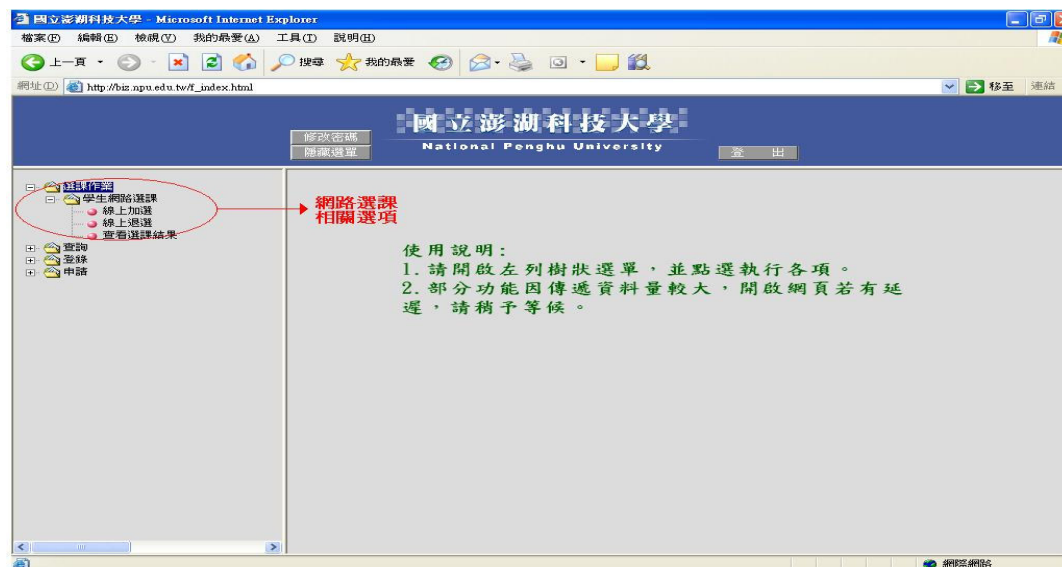 國立澎湖科技大學 - Microsoft Internet Explorer
檔案(F) 編輯(E) 檢視(V) 我的最愛(A) 工具(T) 說明(H)
上一頁 搜尋 我的最愛
網址(D) http://biz.npu.edu.tw/f_index.html 移至 連結
國立澎湖科技大學
修改密碼
National Penghu University
隱藏選單 登 出
選課作業
學生網路選課
線上加選
線上退選
查看選課結果
查詢
登錄
申請
網路選課
相關選項
使用說明:
1.請開啟左列樹狀選單,並點選執行各項。
2.部分功能因傳遞資料量較大,開啟網頁若有延
遲,請稍予等候。
網際網路